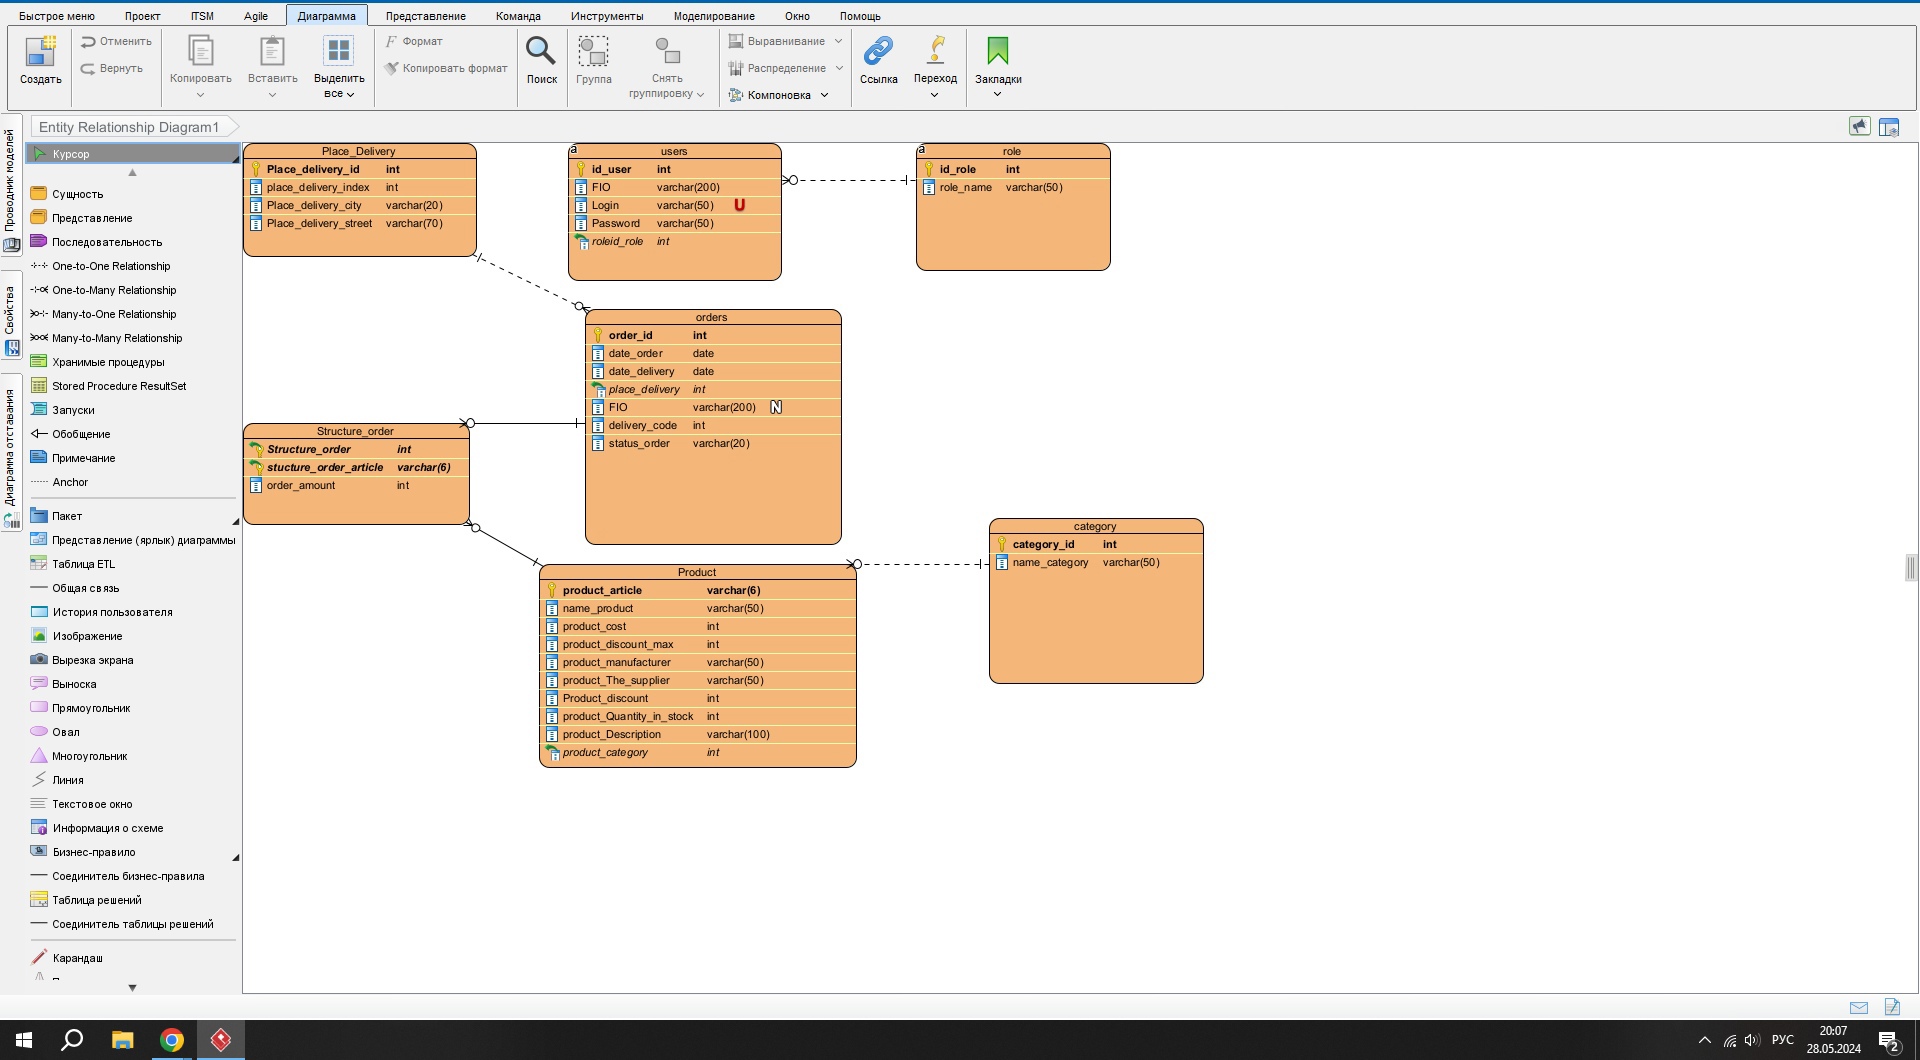 Быстрое меню Проект ITSM Agile Диаграмма Представление Команда Инструменты Моделирование Окно Помощь
Создать
Отменить
Вернуть
Копировать
Вставить
Выделить
все
Формат
Копировать формат
Поиск
Группа
Снять
группировку
Выравнивание
Распределение
Компоновка
Ссылка
Переход
Закладки
Entity Relationship Diagram1
Проводник моделей
Свойства
Диаграмма отставания
Курсор
Сущность
Представление
Последовательность
One-to-One Relationship
One-to-Many Relationship
Many-to-One Relationship
Many-to-Many Relationship
Хранимые процедуры
Stored Procedure ResultSet
Запуски
Обобщение
Примечание
Anchor
Пакет
Представление (ярлык) диаграммы
Таблица ETL
Общая связь
История пользователя
Изображение
Вырезка экрана
Выноска
Прямоугольник
Овал
Многоугольник
Линия
Текстовое окно
Информация о схеме
Бизнес-правило
Соединитель бизнес-правила
Таблица решений
Соединитель таблицы решений
Карандаш
Place_Delivery
Place_delivery_id int
place_delivery_index int
Place_delivery_city varchar(20)
Place_delivery_street varchar(70)
a
users
id_user int
FIO varchar(200)
Login varchar(50) U
Password varchar(50)
roleid_role int
a
role
id_role int
role_name varchar(50)
orders
order_id int
date_order date
date_delivery date
place_delivery int
FIO varchar(200) N
delivery_code int
status_order varchar(20)
Structure_order
Structure_order int
stucture_order_article varchar(6)
order_amount int
category
category_id int
name_category varchar(50)
Product
product_article varchar(6)
name_product varchar(50)
product_cost int
product_discount_max int
product_manufacturer varchar(50)
product_The_supplier varchar(50)
Product_discount int
product_Quantity_in_stock int
product_Description varchar(100)
product_category int
РУС
20:07
28.05.2024
2